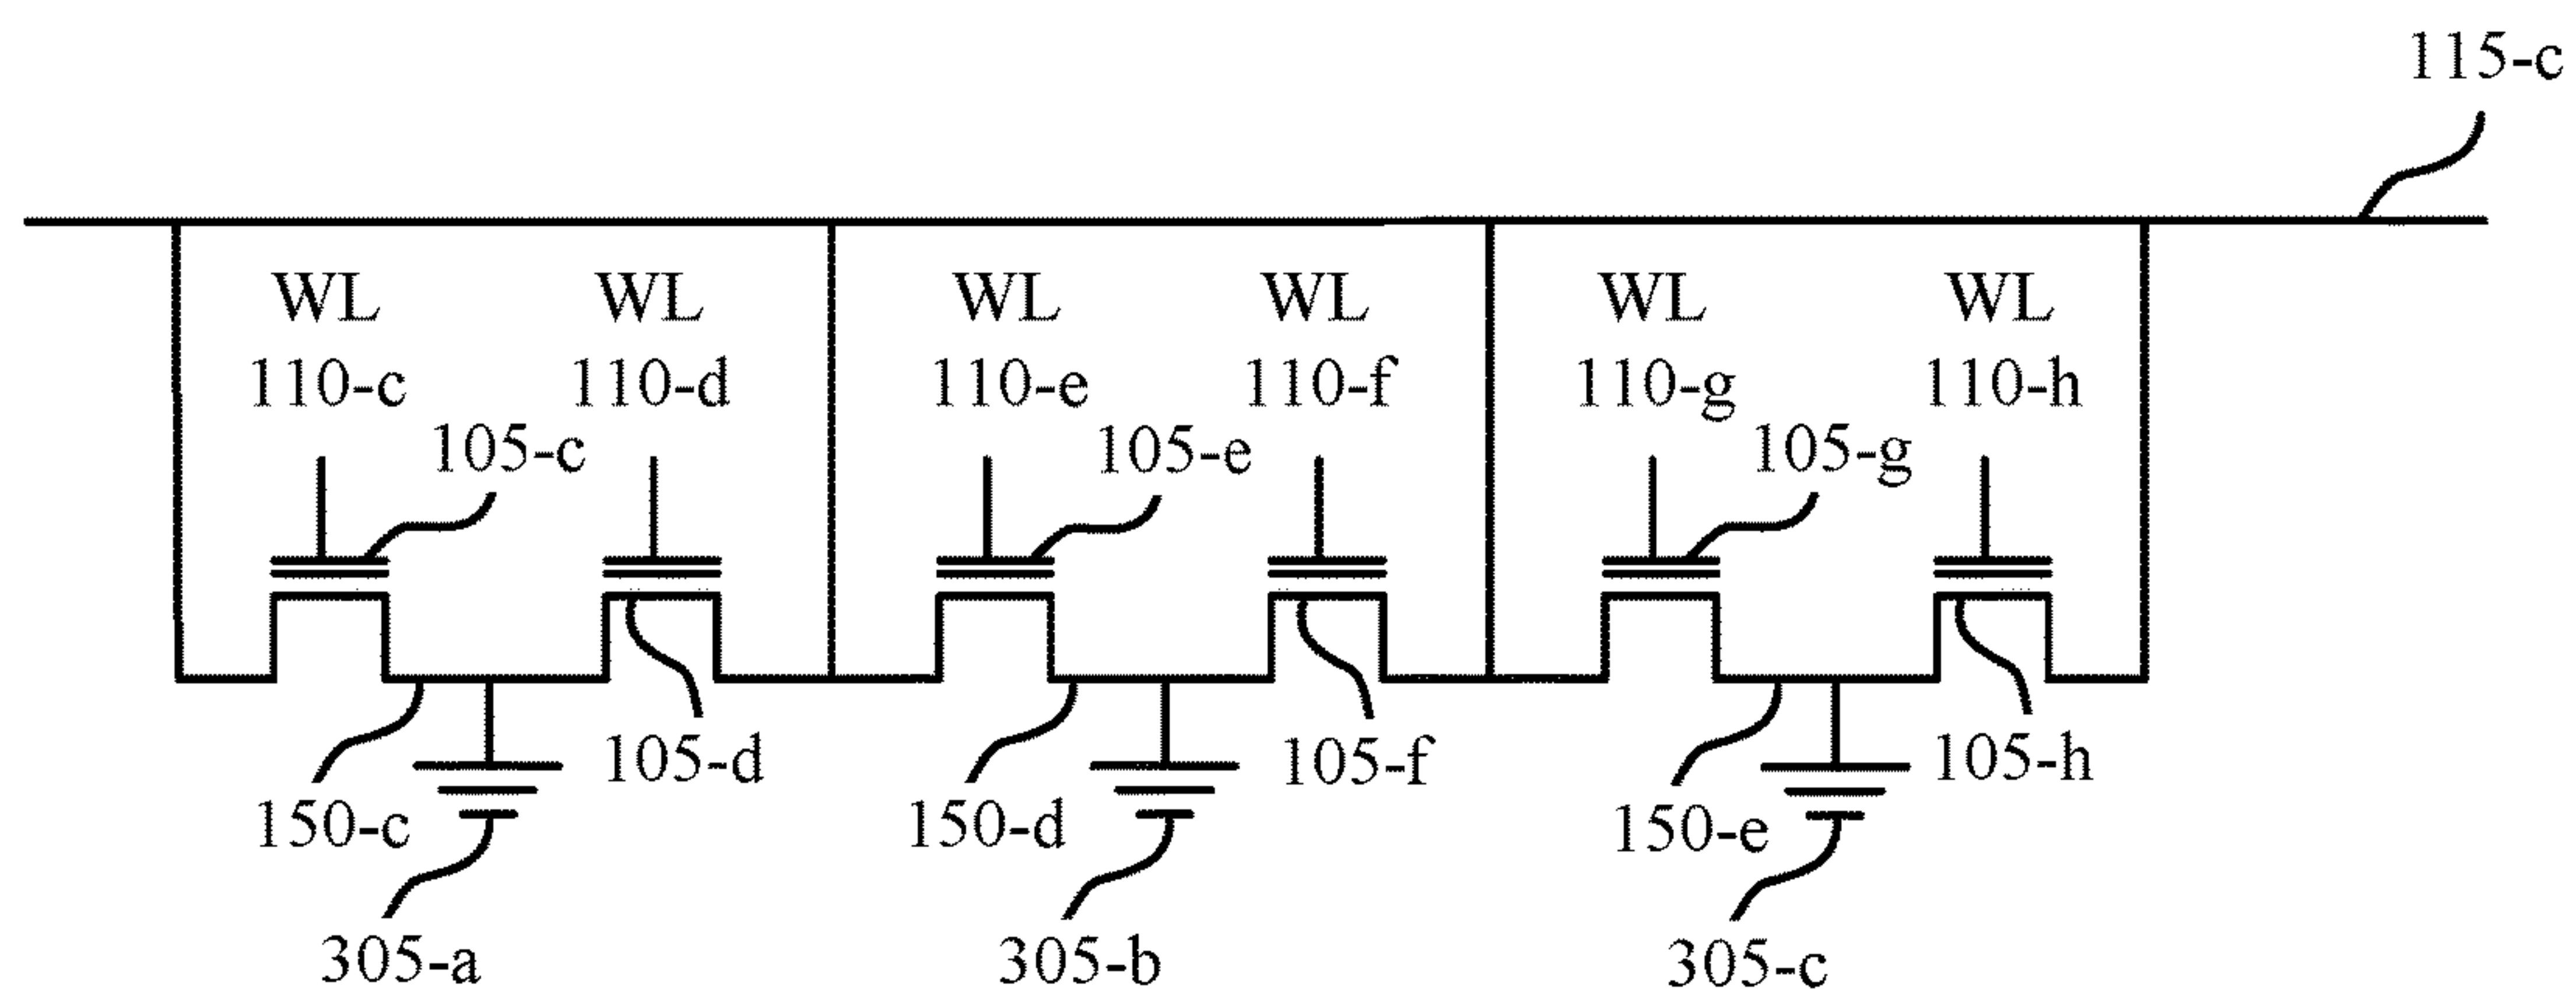 115-c
WL WL WL WL WL WL
110-c 110-d 110-e 110-f 110-g 110-h
105-c 105-e 105-g
105-d 105-f 105-h
150-c 150-d 150-e
305-a 305-b 305-c